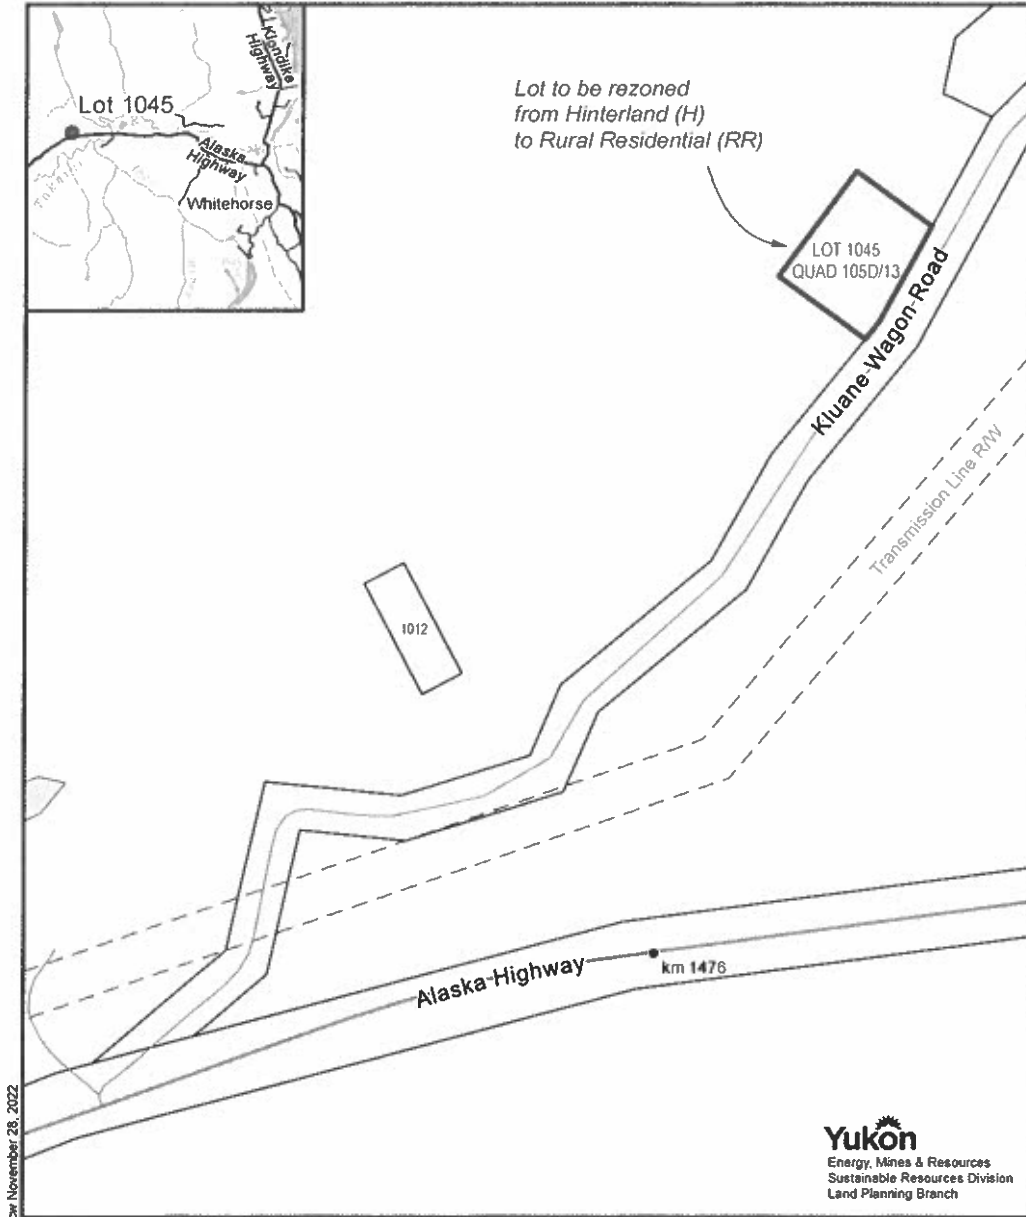 Klondike
Highway
Lot 1045
Alaska
Highway
Whitehorse
Lot to be rezoned
from Hinterland (H)
to Rural Residential (RR)
LOT 1045
QUAD 105D/13
Kluane Wagon Road
Transmission Line R/W
1012
Alaska Highway
km 1476
November 28, 2022
Yukon
Energy, Mines & Resources
Sustainable Resources Division
Land Planning Branch